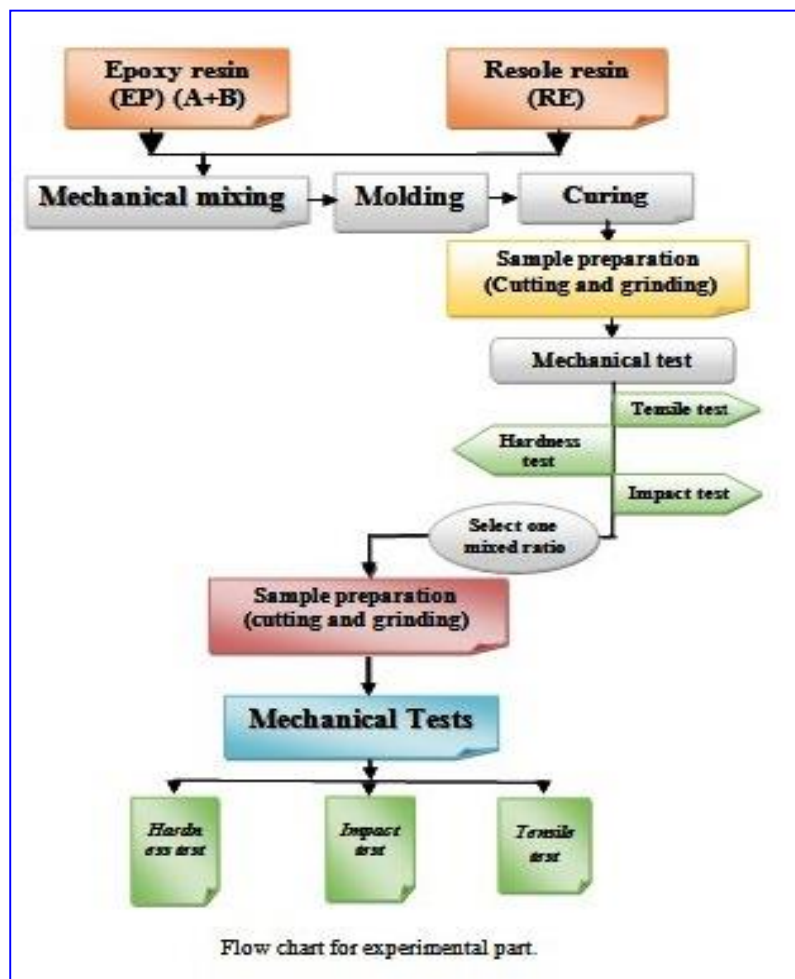 Epoxy resin
(EP) (A+B)
Resole resin
(RE)
Mechanical mixing
Molding
Curing
Sample preparation
(Cutting and grinding)
Mechanical test
Tensile test
Hardness
test
Impact test
Select one
mixed ratio
Sample preparation
(cutting and grinding)
Mechanical Tests
Hardn
ess test
Impact
test
Tensile
test
Flow chart for experimental part.